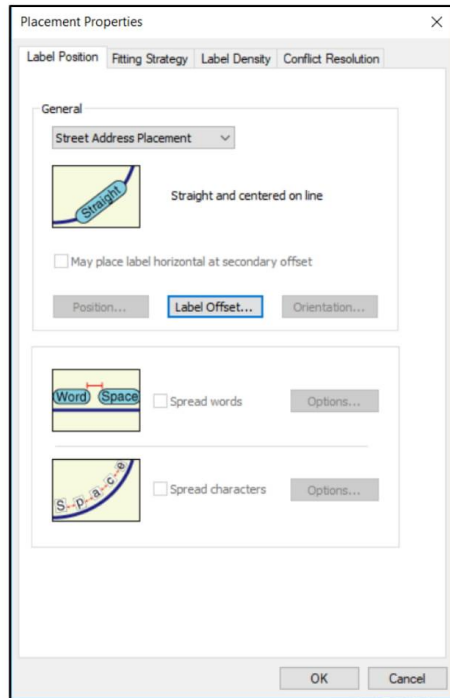 Placement Properties
Label Position Fitting Strategy Label Density Conflict Resolution
General
Street Address Placement
Straight
Straight and centered on line
May place label horizontal at secondary offset
Position... Label Offset... Orientation...
Word Space
Spread words
Options...
S p a c e
Spread characters
Options...
OK Cancel